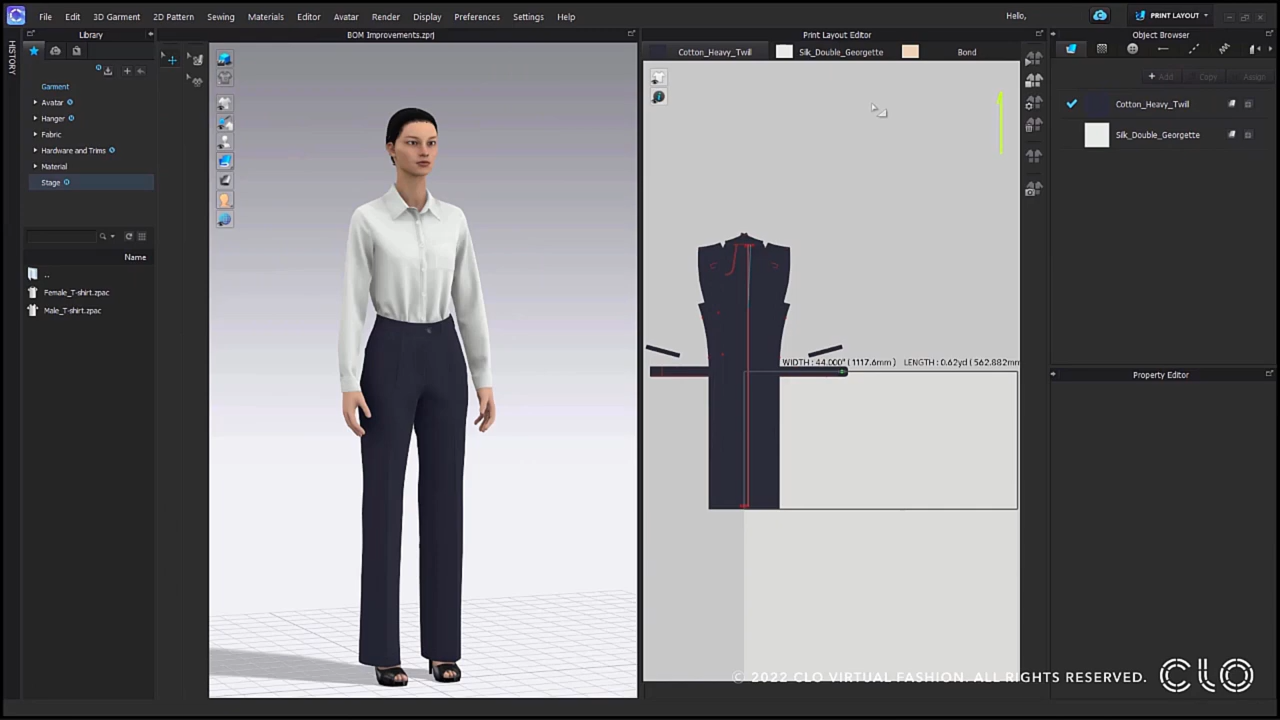 File Edit 3D Garment 2D Pattern Sewing Materials Editor Avatar Render Display Preferences Settings Help
Hello,
PRINT LAYOUT
HISTORY
Library
BOM Improvements.zprj
Print Layout Editor
Object Browser
Cotton_Heavy_Twill
Silk_Double_Georgette
Bond
Add
Copy
Assign
Garment
Avatar
Hanger
Fabric
Hardware and Trims
Material
Stage
Name
..
Female_T-shirt.zpac
Male_T-shirt.zpac
Cotton_Heavy_Twill
Silk_Double_Georgette
WIDTH : 44.000" ( 1117.6mm ) LENGTH : 0.62yd ( 562.882mm
Property Editor
© 2022 CLO VIRTUAL FASHION. ALL RIGHTS RESERVED.
CLO